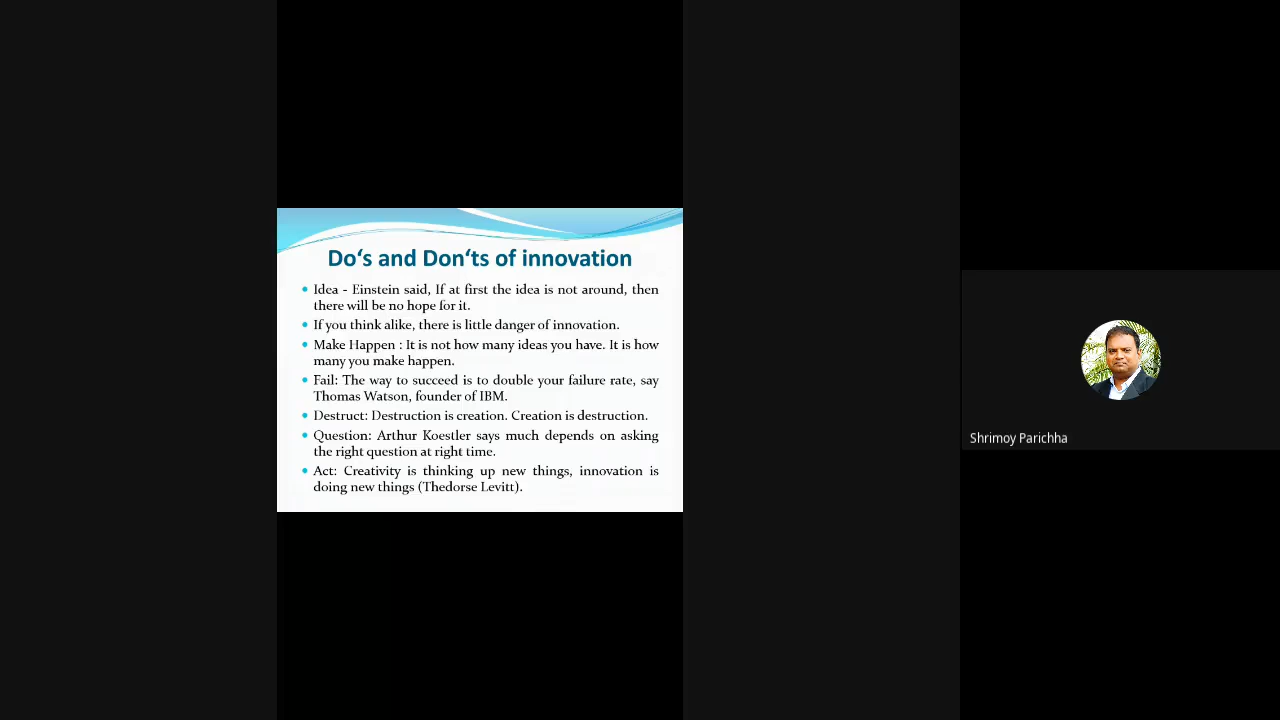 Do‘s and Don‘ts of innovation
Idea - Einstein said, If at first the idea is not around, then
there will be no hope for it.
If you think alike, there is little danger of innovation.
Make Happen : It is not how many ideas you have. It is how
many you make happen.
Fail: The way to succeed is to double your failure rate, say
Thomas Watson, founder of IBM.
Destruct: Destruction is creation. Creation is destruction.
Question: Arthur Koestler says much depends on asking
the right question at right time.
Act: Creativity is thinking up new things, innovation is
doing new things (Thedorse Levitt).
Shrimoy Parichha